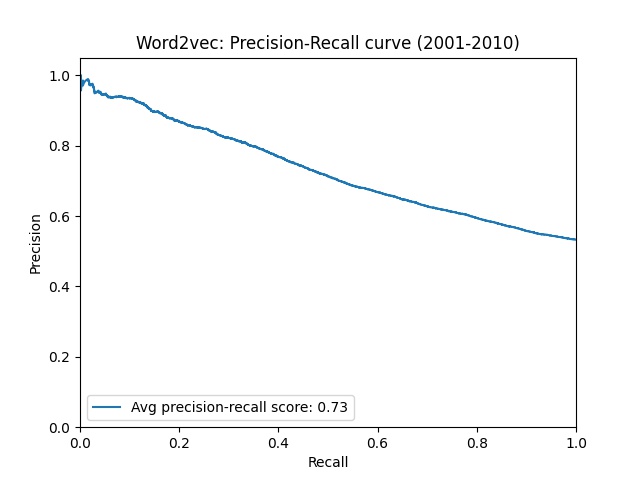 Word2vec: Precision-Recall curve (2001-2010)
1.0
0.8
0.6
0.4
0.2
0.0
Precision
Avg precision-recall score: 0.73
0.0 0.2 0.4 0.6 0.8 1.0
Recall